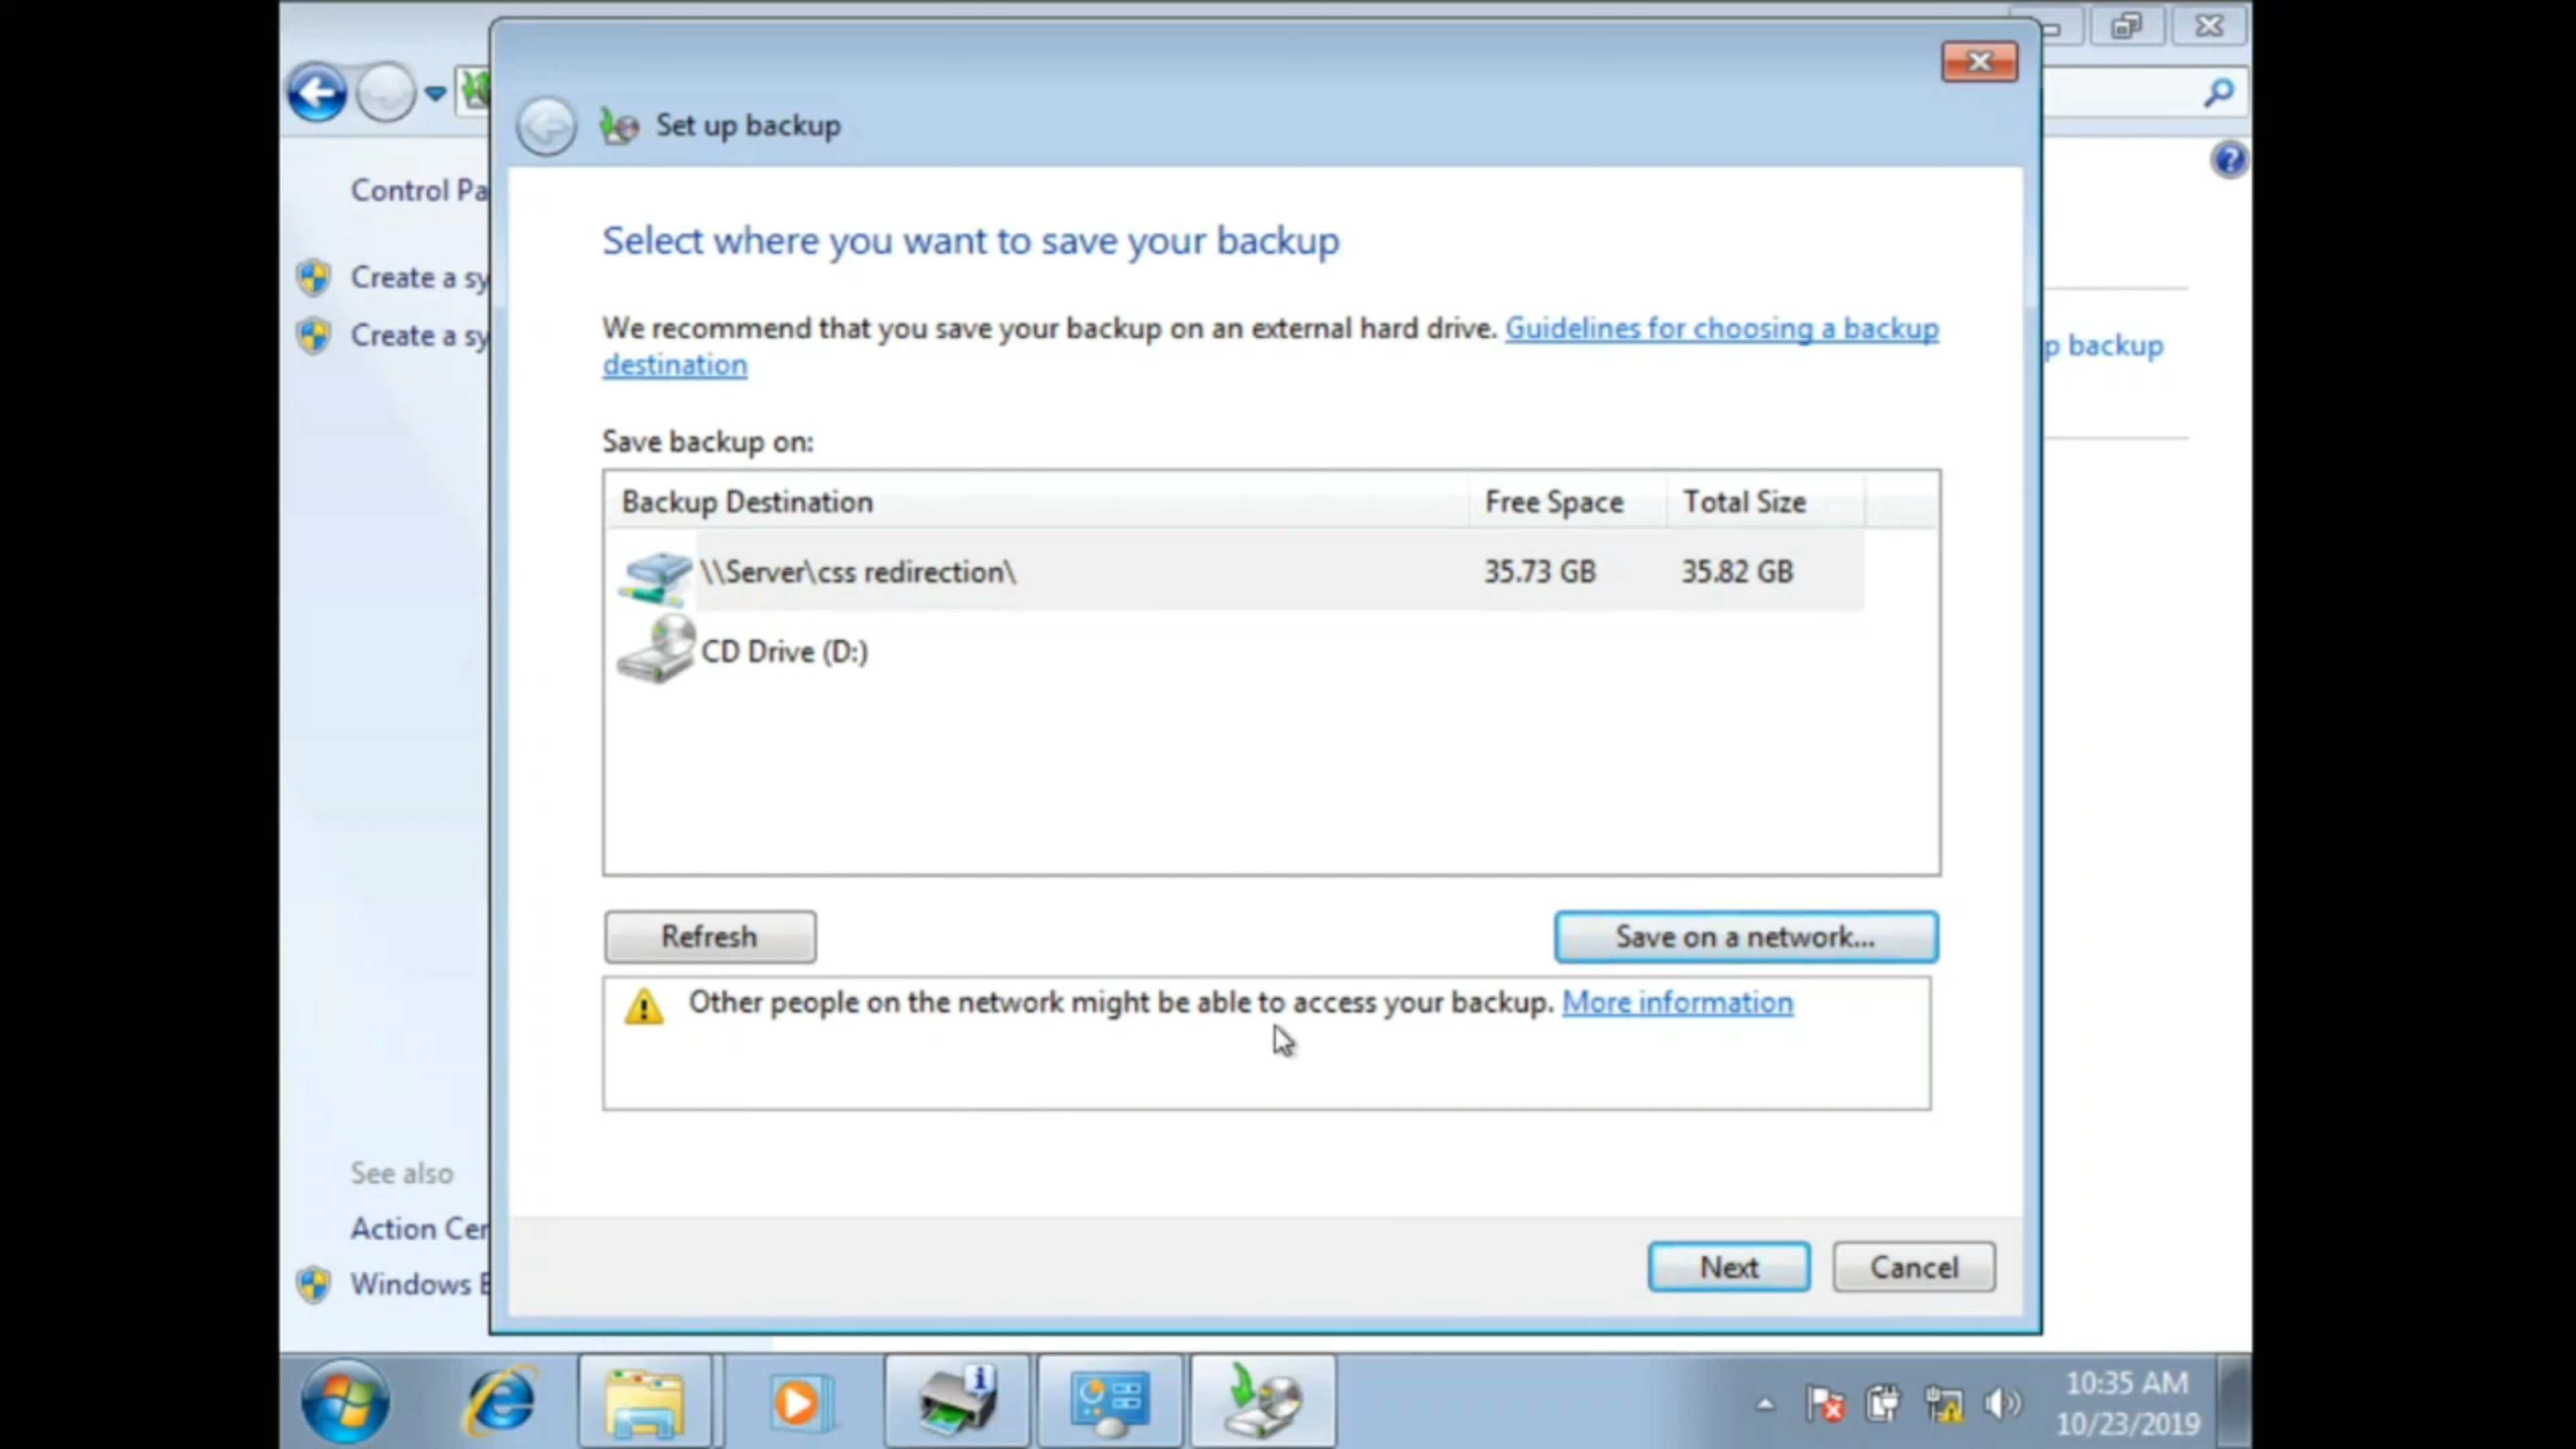 Set up backup
Control Pa
Create a sy
Create a sy
Select where you want to save your backup
We recommend that you save your backup on an external hard drive. Guidelines for choosing a backup
destination
p backup
Save backup on:
Backup Destination Free Space Total Size
\\Server\css redirection\ 35.73 GB 35.82 GB
CD Drive (D:)
Refresh Save on a network...
Other people on the network might be able to access your backup. More information
See also
Action Cen
Windows E
Next Cancel
10:35 AM
10/23/2019